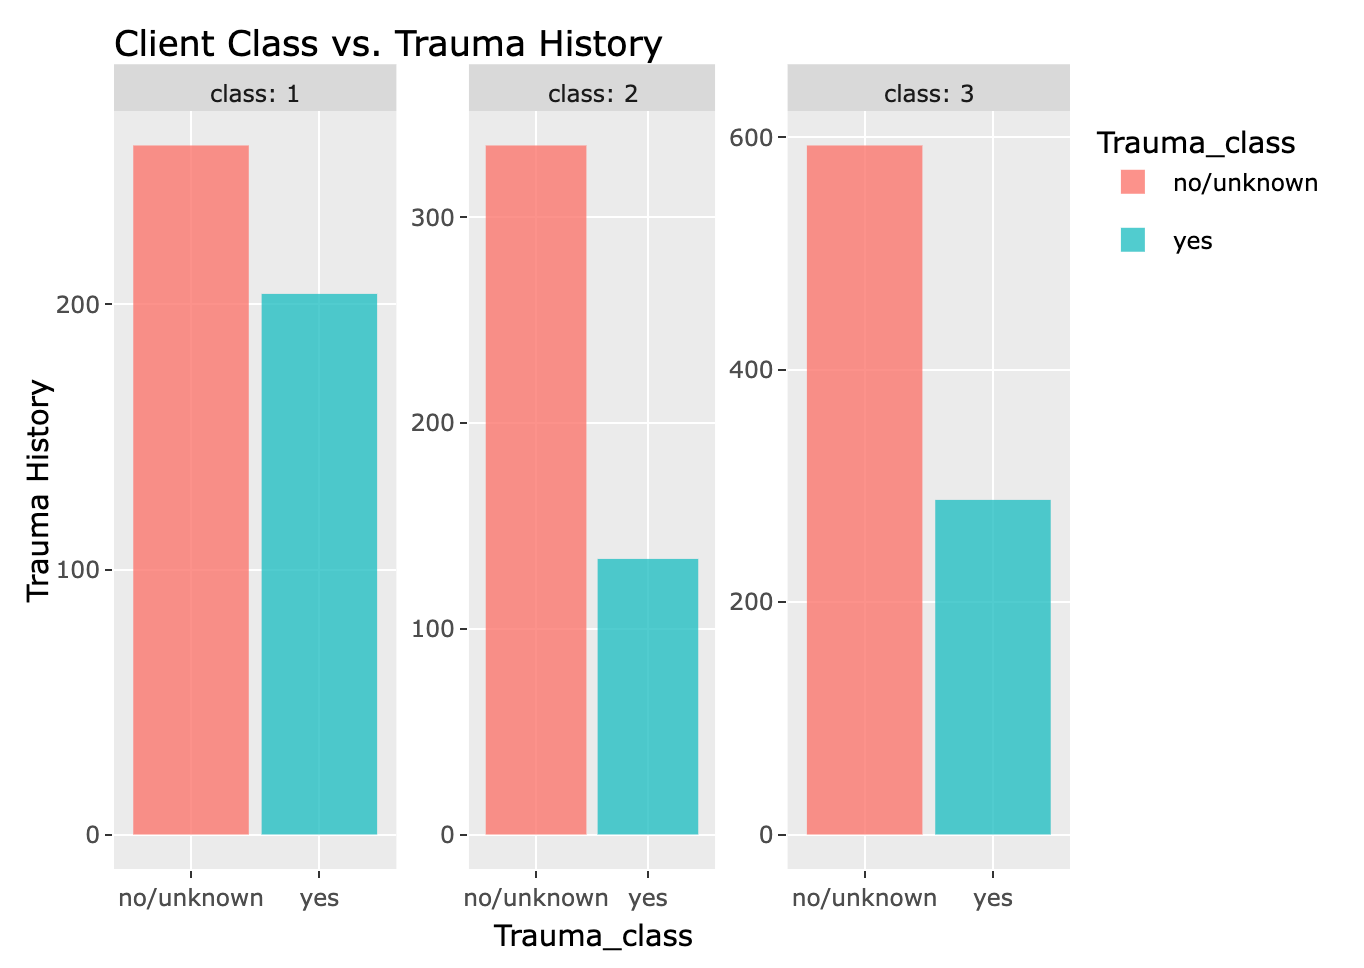 Client Class vs. Trauma History
class: 1
class: 2
class: 3
Trauma_class
no/unknown
yes
Trauma History
200
100
0
300
200
100
0
600
400
200
0
no/unknown yes
no/unknown yes
no/unknown yes
Trauma_class